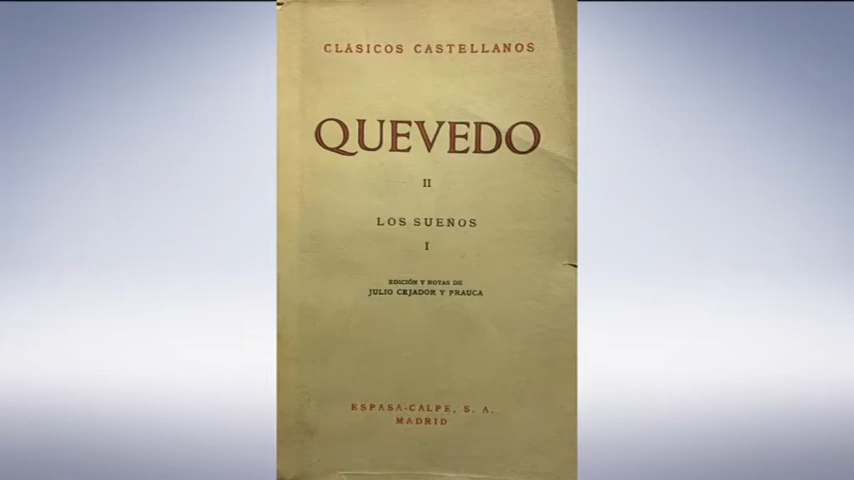 CLÁSICOS CASTELLANOS
QUEVEDO
II
LOS SUEÑOS
I
EDICIÓN Y NOTAS DE
JULIO CEJADOR Y FRAUCA
ESPASA-CALPE, S. A.
MADRID